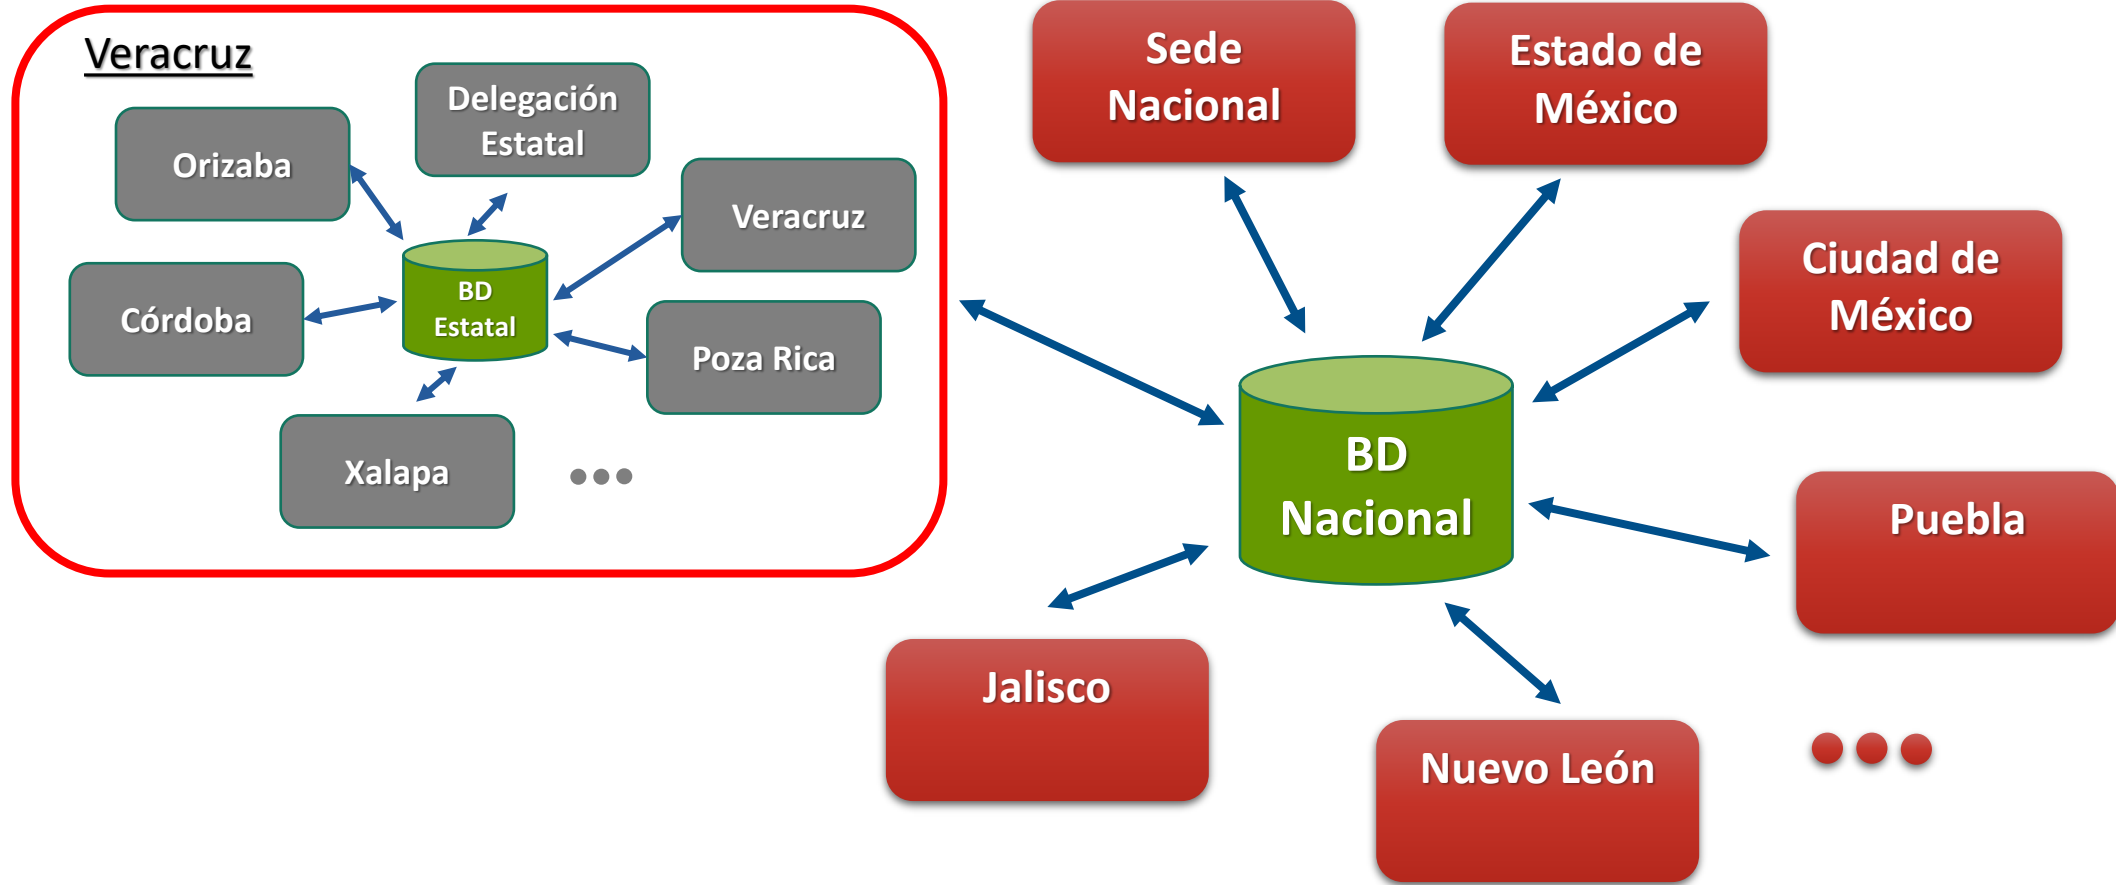 Veracruz
Delegación
Estatal
Orizaba
Veracruz
Córdoba
BD
Estatal
Poza Rica
Xalapa
Sede
Nacional
Estado de
México
Ciudad de
México
BD
Nacional
Puebla
Jalisco
Nuevo León